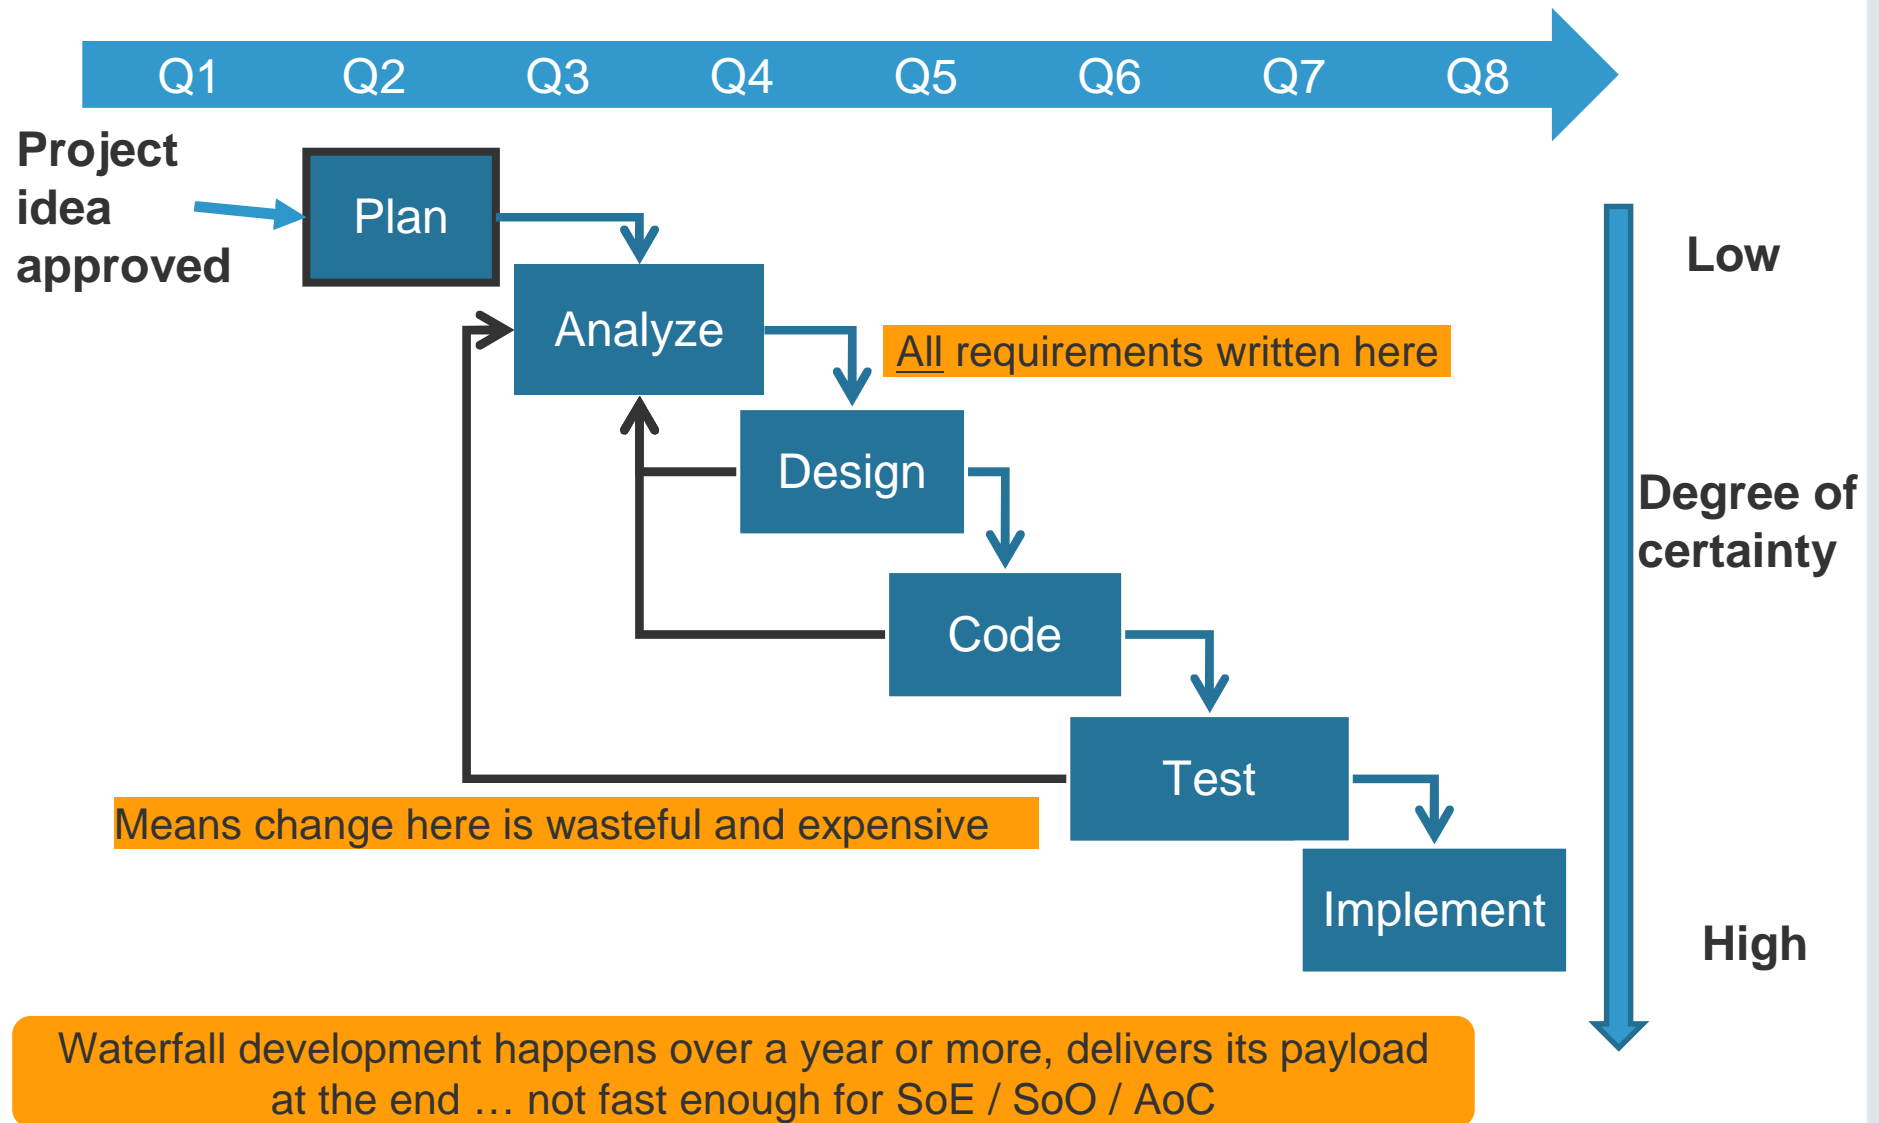 Q1 Q2 Q3 Q4 Q5 Q6 Q7 Q8
Project
idea
approved
Plan
Low
Analyze
All requirements written here
Design
Degree of
certainty
Code
Test
Means change here is wasteful and expensive
Implement
High
Waterfall development happens over a year or more, delivers its payload
at the end … not fast enough for SoE / SoO / AoC